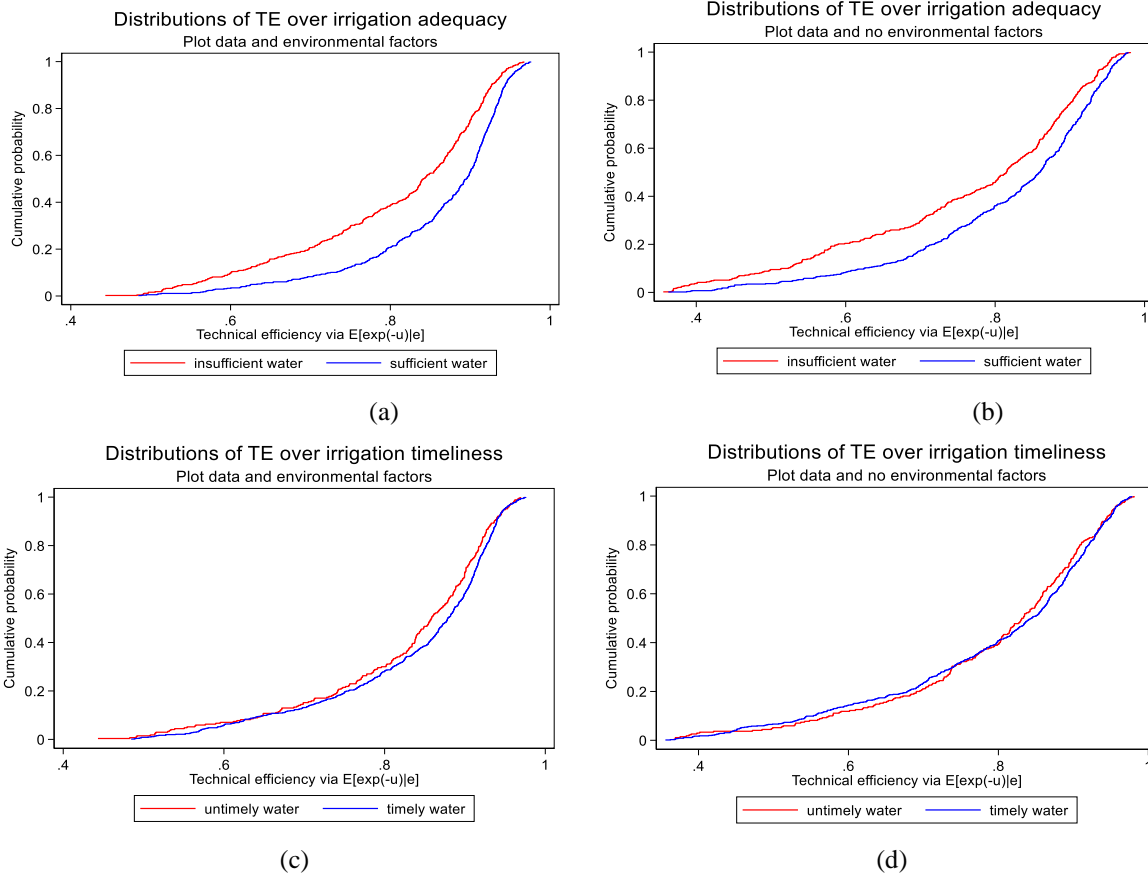 Distributions of TE over irrigation adequacy
Plot data and environmental factors
Cumulative probability
1
0.8
0.6
0.4
0.2
0
.4
.6
.8
1
Technical efficiency via E[exp(-u)|e]
insufficient water
sufficient water
(a)
Distributions of TE over irrigation adequacy
Plot data and no environmental factors
Cumulative probability
1
0.8
0.6
0.4
0.2
0
.4
0.6
0.8
1
Technical efficiency via E[exp(-u)|e]
insufficient water
sufficient water
(b)
Distributions of TE over irrigation timeliness
Plot data and environmental factors
Cumulative probability
1
0.8
0.6
0.4
0.2
0
.4
0.6
.8
1
Technical efficiency via E[exp(-u)|e]
untimely water
timely water
(c)
Distributions of TE over irrigation timeliness
Plot data and no environmental factors
Cumulative probability
1
0.8
0.6
0.4
0.2
0
.4
.6
.8
1
Technical efficiency via E[exp(-u)|e]
untimely water
timely water
(d)